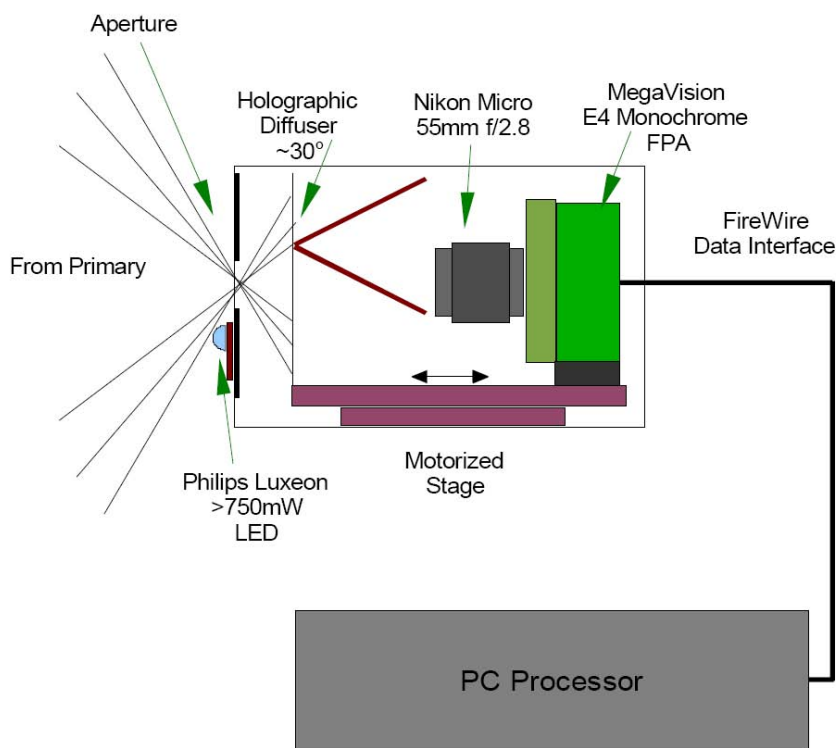 Aperture
Holographic
Diffuser
~30°
Nikon Micro
55mm f/2.8
MegaVision
E4 Monochrome
FPA
FireWire
Data Interface
From Primary
Philips Luxeon
>750mW
LED
Motorized
Stage
PC Processor